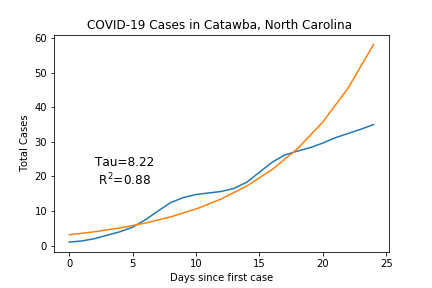 COVID-19 Cases in Catawba, North Carolina
Total Cases
60
50
40
30
20
10
0
Tau=8.22
R²=0.88
0 5 10 15 20 25
Days since first case